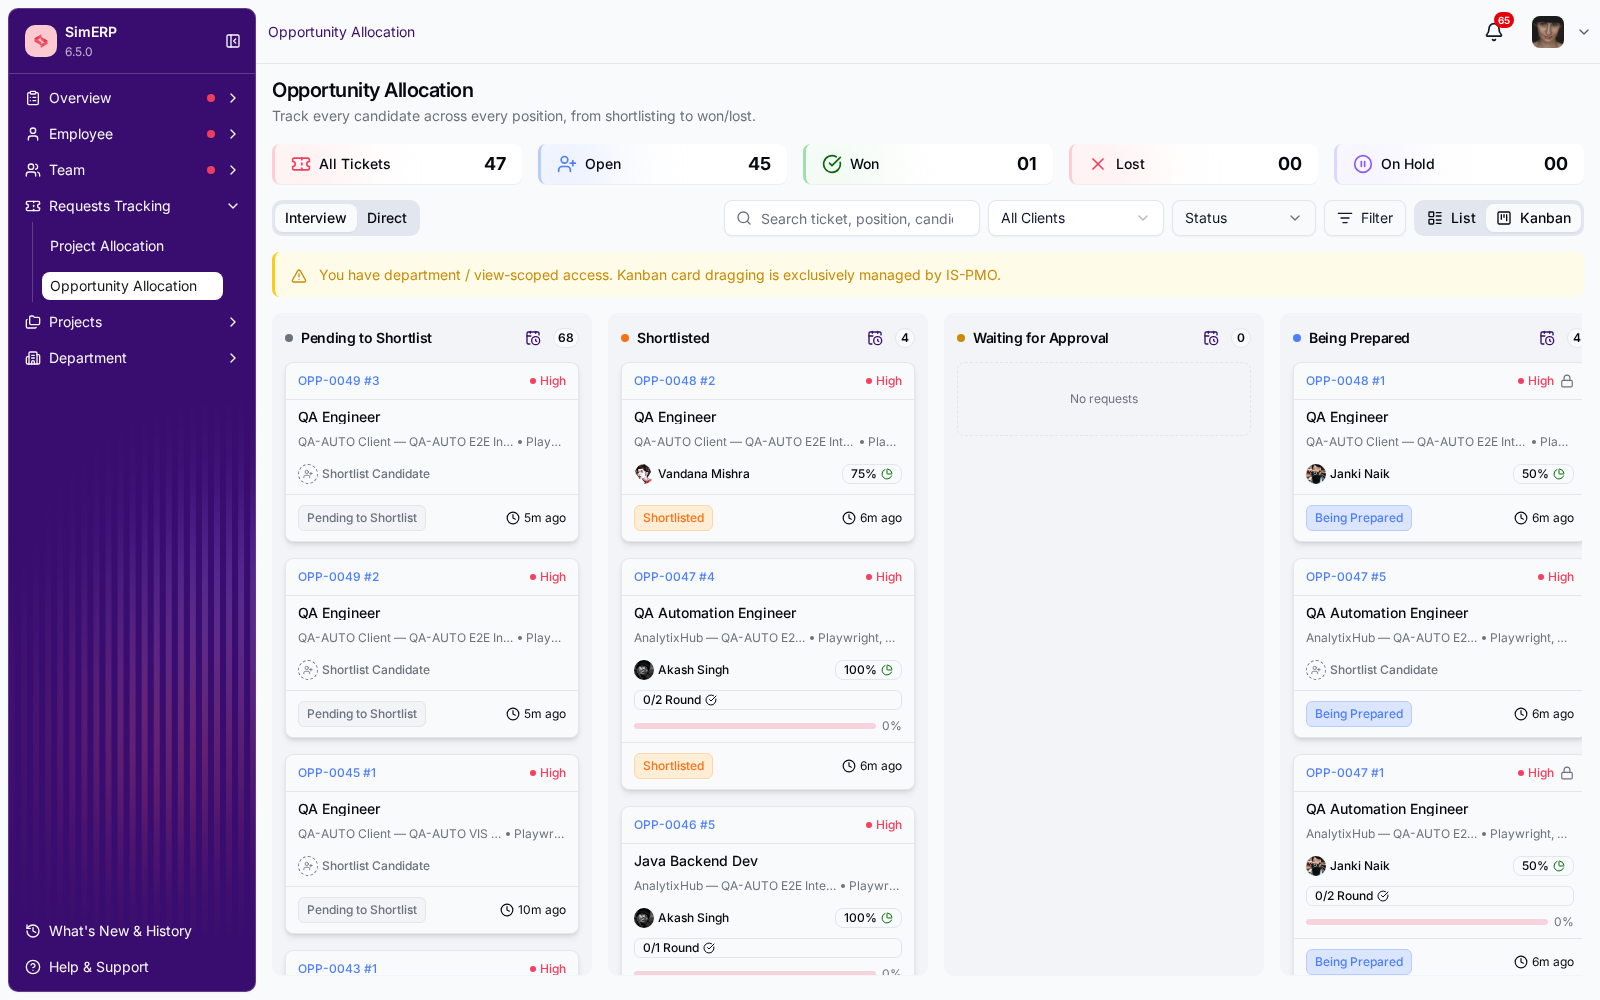 SimERP
6.5.0
Overview
Employee
Team
Requests Tracking
Project Allocation
Opportunity Allocation
Projects
Department
What's New & History
Help & Support
Opportunity Allocation
65
Opportunity Allocation
Track every candidate across every position, from shortlisting to won/lost.
All Tickets 47
Open 45
Won 01
Lost 00
On Hold 00
Interview Direct
Search ticket, position, candi
All Clients
Status
Filter
List Kanban
You have department / view-scoped access. Kanban card dragging is exclusively managed by IS-PMO.
Pending to Shortlist 68
OPP-0049 #3 High
QA Engineer
QA-AUTO Client — QA-AUTO E2E In... • Play...
Shortlist Candidate
Pending to Shortlist 5m ago
OPP-0049 #2 High
QA Engineer
QA-AUTO Client — QA-AUTO E2E In... • Play...
Shortlist Candidate
Pending to Shortlist 5m ago
OPP-0045 #1 High
QA Engineer
QA-AUTO Client — QA-AUTO VIS ... • Playwr...
Shortlist Candidate
Pending to Shortlist 10m ago
OPP-0043 #1 High
Shortlisted 4
OPP-0048 #2 High
QA Engineer
QA-AUTO Client — QA-AUTO E2E Int... • Pla...
Vandana Mishra 75%
Shortlisted 6m ago
OPP-0047 #4 High
QA Automation Engineer
AnalytixHub — QA-AUTO E2... • Playwright, ...
Akash Singh 100%
0/2 Round
0%
Shortlisted 6m ago
OPP-0046 #5 High
Java Backend Dev
AnalytixHub — QA-AUTO E2E Inte... • Playwr...
Akash Singh 100%
0/1 Round
0%
Waiting for Approval 0
No requests
Being Prepared 4
OPP-0048 #1 High
QA Engineer
QA-AUTO Client — QA-AUTO E2E Int... • Pla...
Janki Naik 50%
Being Prepared 6m ago
OPP-0047 #5 High
QA Automation Engineer
AnalytixHub — QA-AUTO E2... • Playwright, ...
Shortlist Candidate
Being Prepared 6m ago
OPP-0047 #1 High
QA Automation Engineer
AnalytixHub — QA-AUTO E2... • Playwright, ...
Janki Naik 50%
0/2 Round
0%
Being Prepared 6m ago